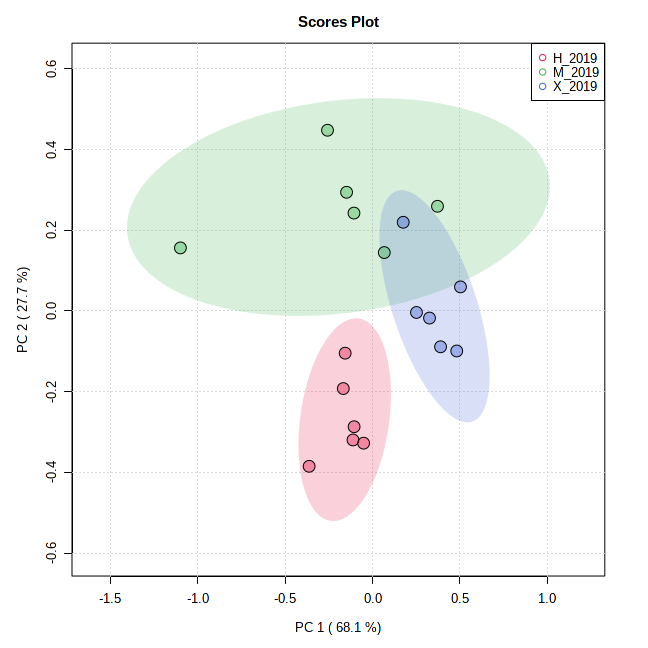 Scores Plot
H_2019
M_2019
X_2019
0.6
0.4
0.2
0.0
-0.2
-0.4
-0.6
PC 2 ( 27.7 %)
-1.5 -1.0 -0.5 0.0 0.5 1.0
PC 1 ( 68.1 %)